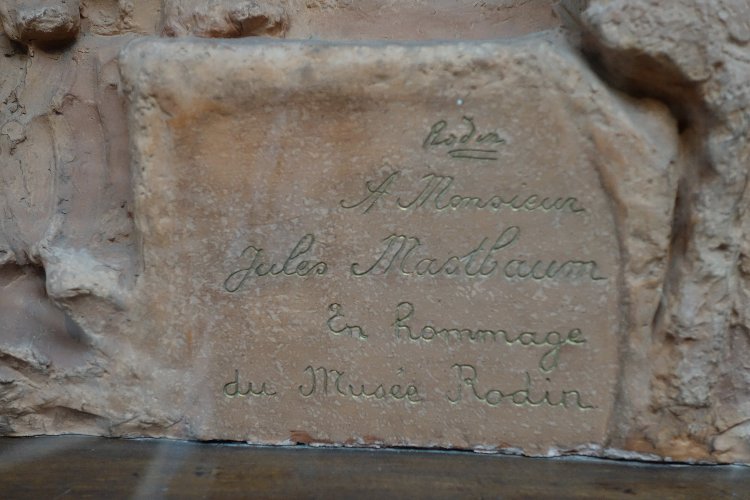 Rodin
A Monsieur
Jules Mastbaum
En hommage
du Musée Rodin